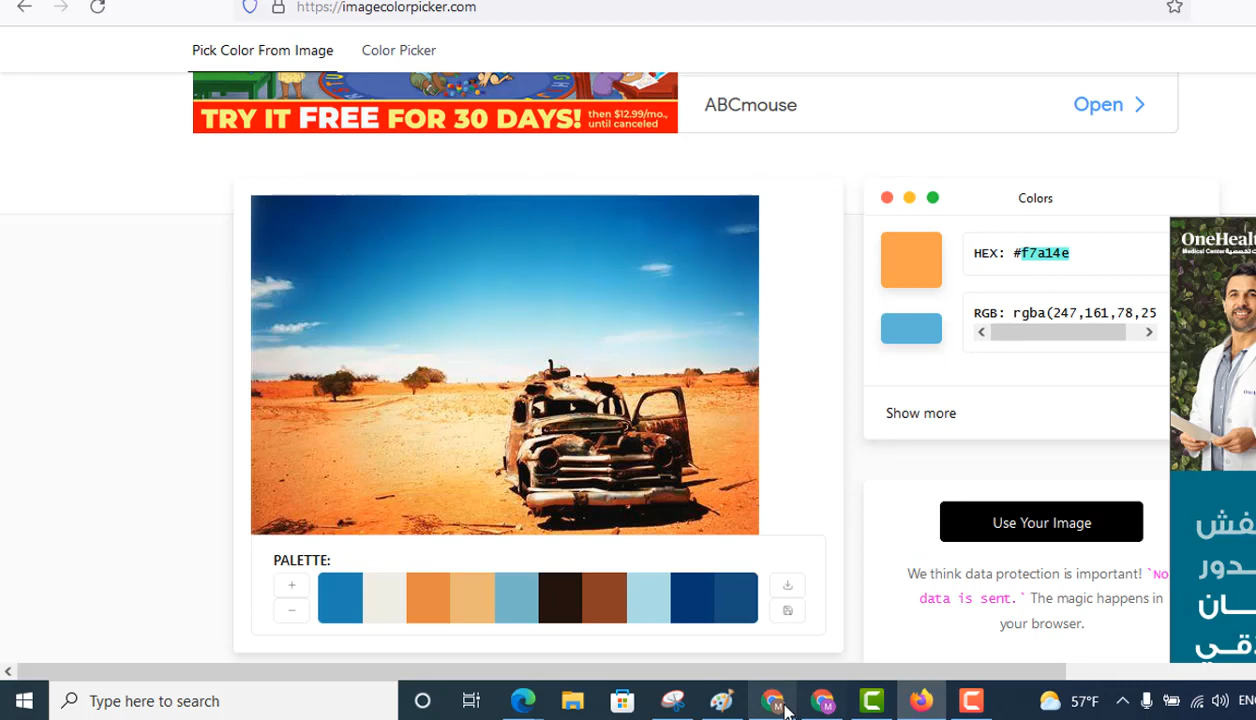 https://imagecolorpicker.com
Pick Color From Image
Color Picker
TRY IT FREE FOR 30 DAYS!
then $12.99/mo.,
until canceled
ABCmouse
Open
Colors
HEX: #f7a14e
RGB: rgba(247,161,78,25
Show more
OneHealt
Medical Center
PALETTE:
Use Your Image
We think data protection is important! `No
data is sent.` The magic happens in
your browser.
Type here to search
57°F
ENG